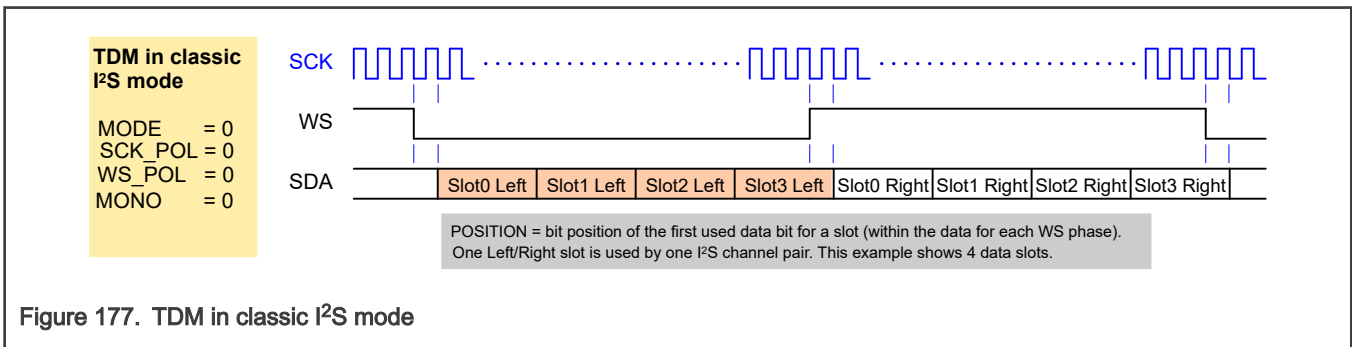 TDM in classic
I²S mode
MODE = 0
SCK_POL = 0
WS_POL = 0
MONO = 0
SCK
WS
SDA
Slot0 Left Slot1 Left Slot2 Left Slot3 Left Slot0 Right Slot1 Right Slot2 Right Slot3 Right
POSITION = bit position of the first used data bit for a slot (within the data for each WS phase).
One Left/Right slot is used by one I²S channel pair. This example shows 4 data slots.
Figure 177. TDM in classic I²S mode